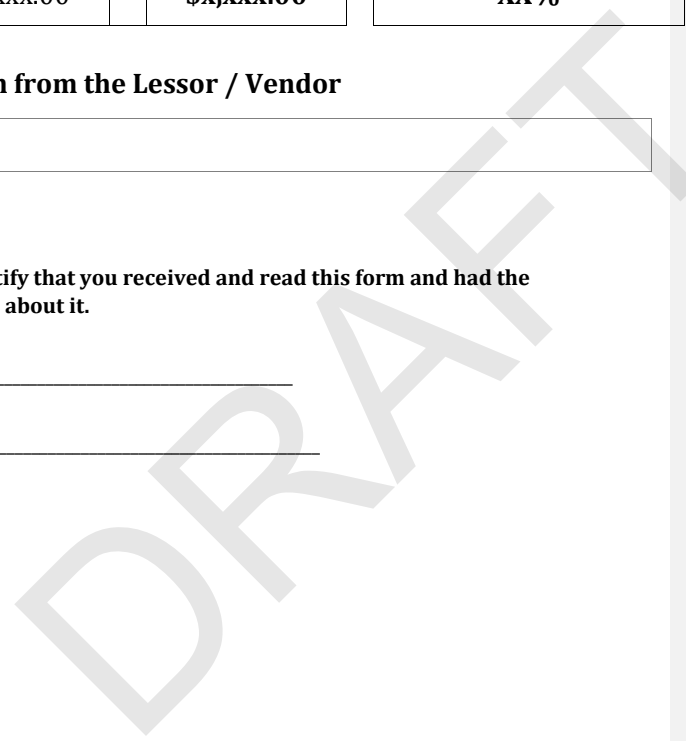 xxx.00 $x,xxx.00 XX%
n from the Lessor / Vendor
tify that you received and read this form and had the
about it.
DRAFT